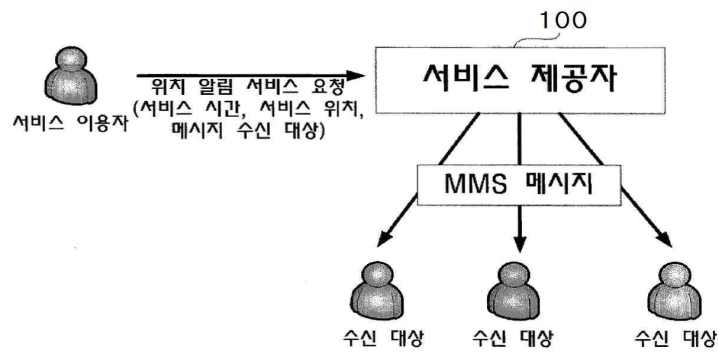 100
서비스 제공자
위치 알림 서비스 요청
(서비스 시간, 서비스 위치,
메시지 수신 대상)
서비스 이용자
MMS 메시지
수신 대상
수신 대상
수신 대상